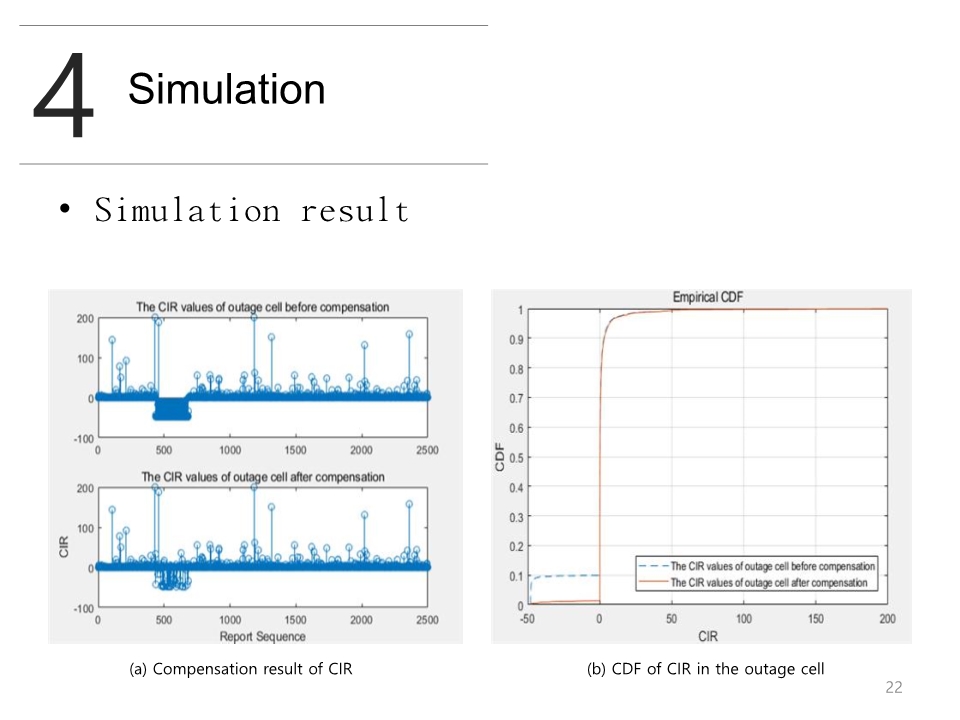 4
Simulation
• Simulation result
The CIR values of outage cell before compensation
200
100
0
-100
0 500 1000 1500 2000 2500
The CIR values of outage cell after compensation
200
100
0
-100
CIR
0 500 1000 1500 2000 2500
Report Sequence
(a) Compensation result of CIR
Empirical CDF
1
0.9
0.8
0.7
0.6
0.5
0.4
0.3
0.2
0.1
0
CDF
The CIR values of outage cell before compensation
The CIR values of outage cell after compensation
-50 0 50 100 150 200
CIR
(b) CDF of CIR in the outage cell
22